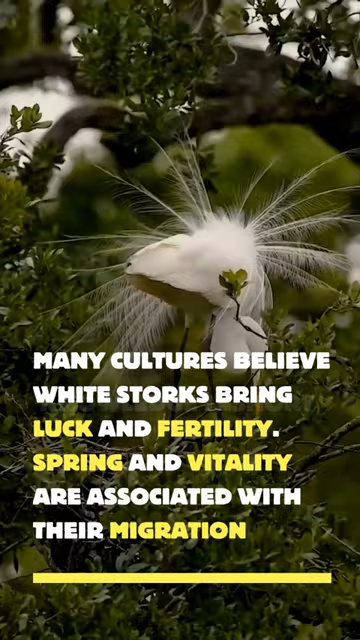 MANY CULTURES BELIEVE
WHITE STORKS BRING
LUCK AND FERTILITY.
SPRING AND VITALITY
ARE ASSOCIATED WITH
THEIR MIGRATION